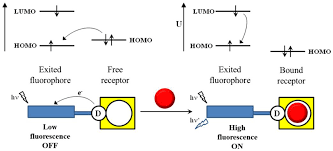 LUMO
HOMO
HOMO
Exited
fluorophore
Free
receptor
U
LUMO
HOMO
HOMO
Exited
fluorophore
Bound
receptor
hν
e-
D
Low
fluorescence
OFF
hν
hν'
D
High
fluorescence
ON